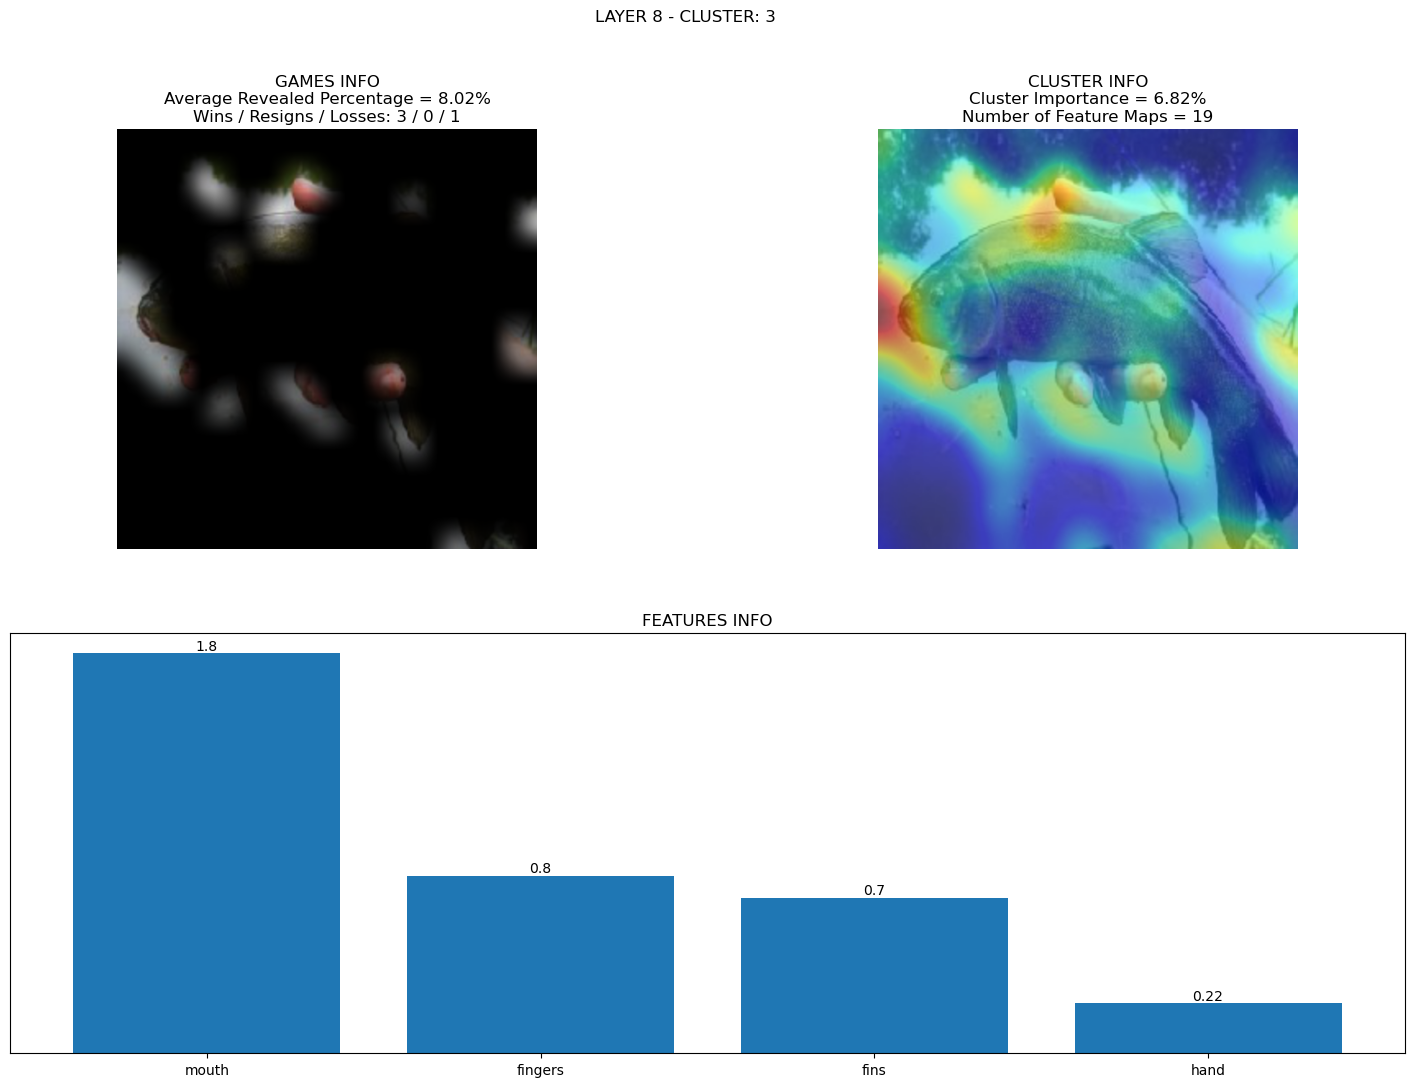 LAYER 8 - CLUSTER: 3
GAMES INFO
Average Revealed Percentage = 8.02%
Wins / Resigns / Losses: 3 / 0 / 1
CLUSTER INFO
Cluster Importance = 6.82%
Number of Feature Maps = 19
FEATURES INFO
1.8
0.8
0.7
0.22
mouth
fingers
fins
hand